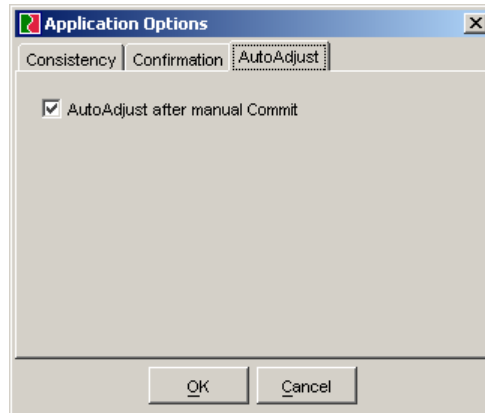 Application Options
Consistency Confirmation AutoAdjust
AutoAdjust after manual Commit
OK Cancel